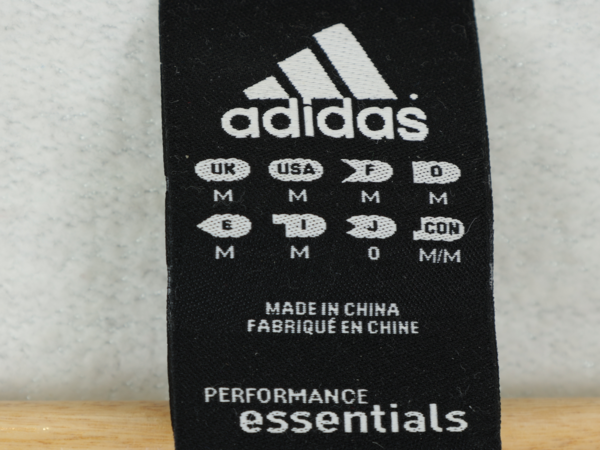 adidas
UK USA F D
M M M M
E I J CON
M M O M/M
MADE IN CHINA
FABRIQUÉ EN CHINE
PERFORMANCE
essentials